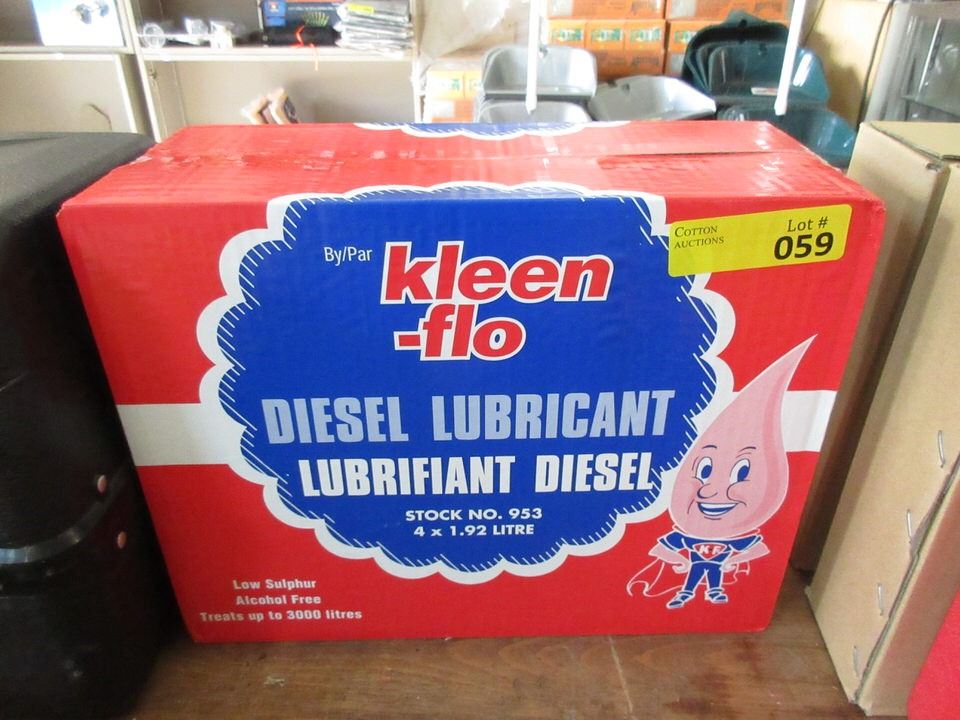 By/Par
kleen
-flo
COTTON
AUCTIONS
Lot #
059
DIESEL LUBRICANT
LUBRIFIANT DIESEL
STOCK NO. 953
4 x 1.92 LITRE
KF
Low Sulphur
Alcohol Free
Treats up to 3000 litres